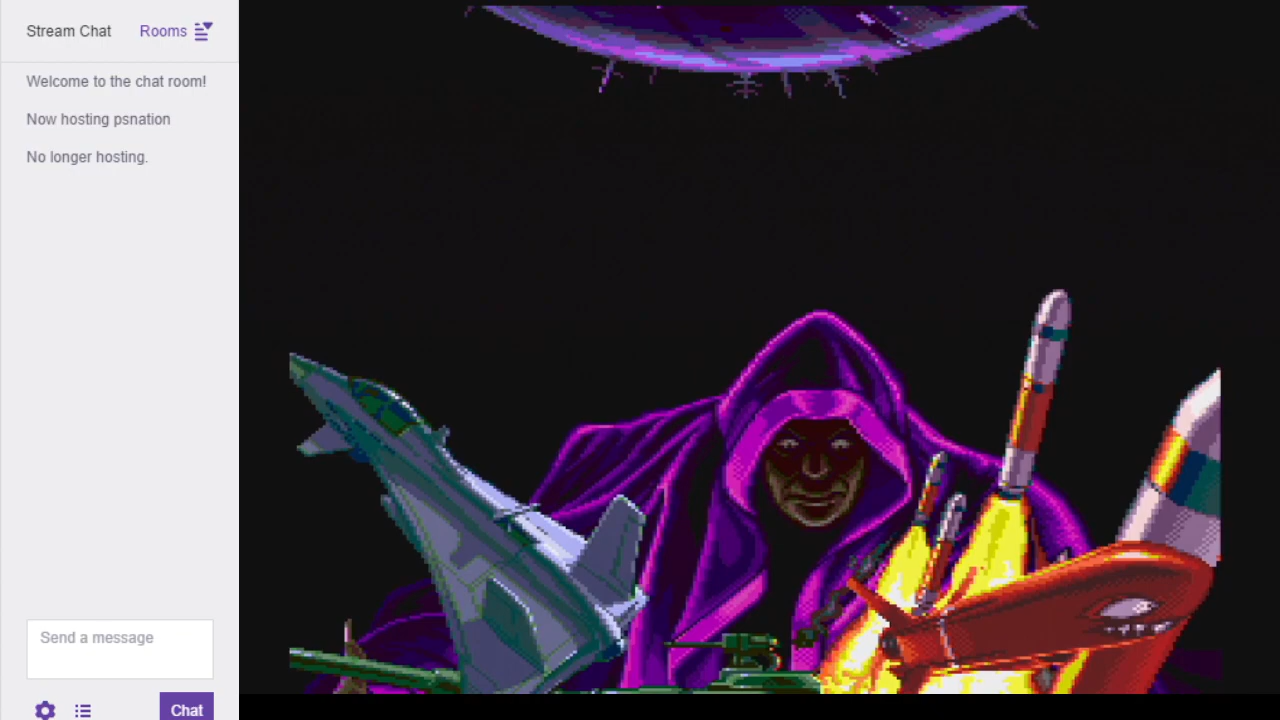 Stream Chat
Rooms
Welcome to the chat room!
Now hosting psnation
No longer hosting.
Send a message
Chat